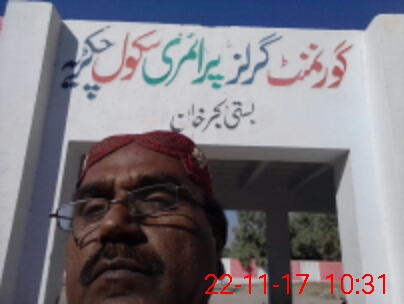 گورنمنٹ گرلز پرائمری سکول چکریہ
بستی بجر خان
22-11-17 10:31